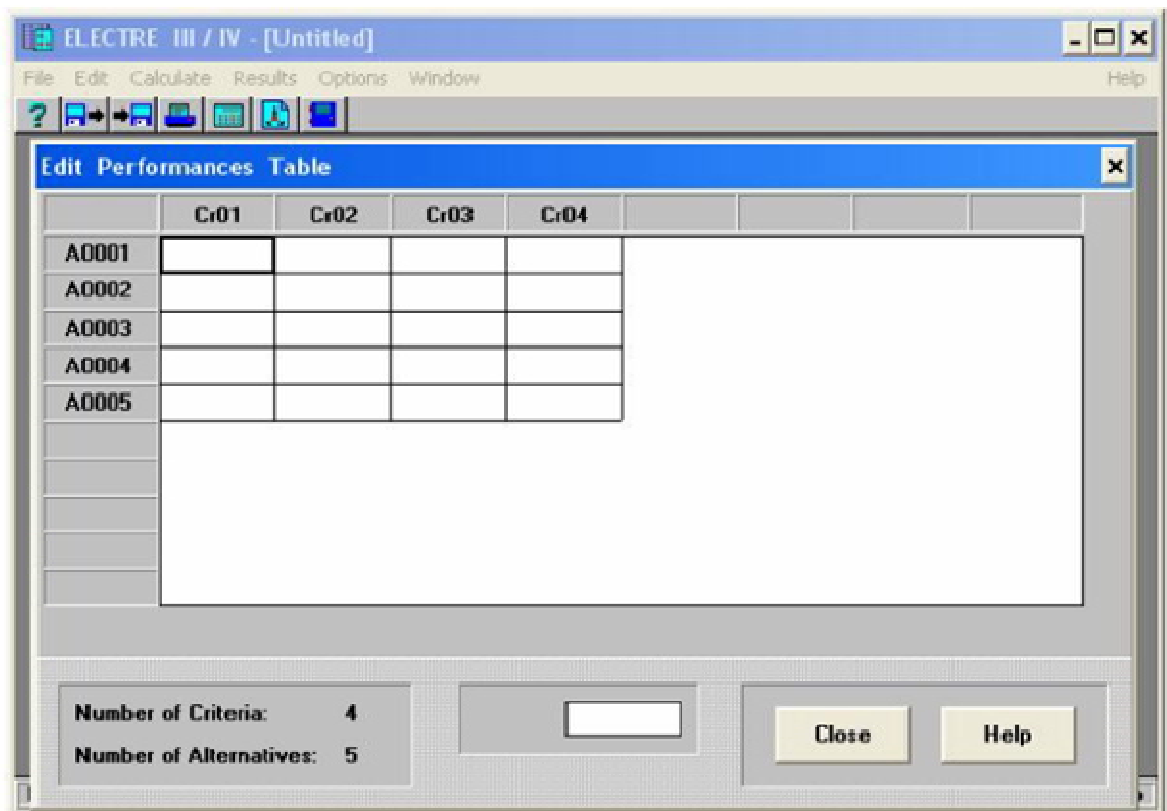 ELECTRE III / IV - [Untitled]
File Edit Calculate Results Options Window Help
?
Edit Performances Table
Cr01 Cr02 Cr03 Cr04
A0001
A0002
A0003
A0004
A0005
Number of Criteria: 4
Number of Alternatives: 5
Close Help